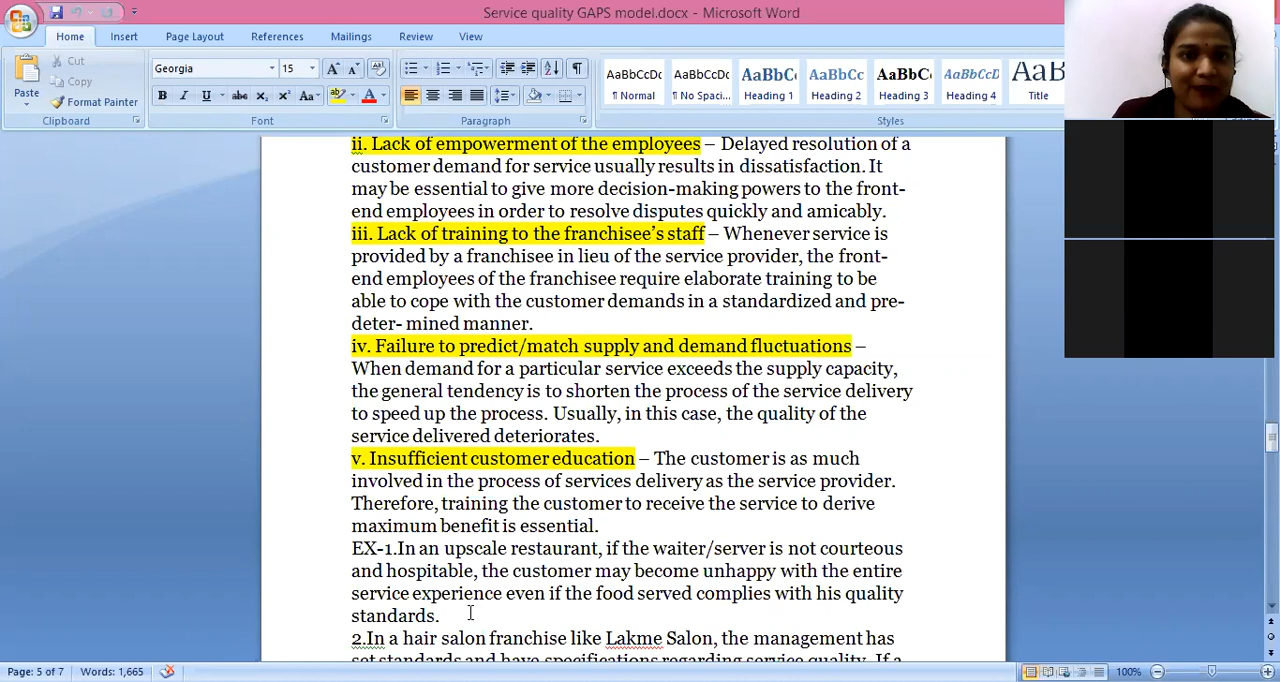 Service quality GAPS model.docx - Microsoft Word
Home Insert Page Layout References Mailings Review View
Cut
Copy
Paste
Format Painter
Georgia 15
AaBbCcDc AaBbCcDc AaBbC AaBbCc AaBbCc AaBbCcD AaB
¶ Normal ¶ No Spaci... Heading 1 Heading 2 Heading 3 Heading 4 Title
Clipboard Font Paragraph Styles
ii. Lack of empowerment of the employees – Delayed resolution of a
customer demand for service usually results in dissatisfaction. It
may be essential to give more decision-making powers to the front-
end employees in order to resolve disputes quickly and amicably.
iii. Lack of training to the franchisee’s staff – Whenever service is
provided by a franchisee in lieu of the service provider, the front-
end employees of the franchisee require elaborate training to be
able to cope with the customer demands in a standardized and pre-
deter- mined manner.
iv. Failure to predict/match supply and demand fluctuations –
When demand for a particular service exceeds the supply capacity,
the general tendency is to shorten the process of the service delivery
to speed up the process. Usually, in this case, the quality of the
service delivered deteriorates.
v. Insufficient customer education – The customer is as much
involved in the process of services delivery as the service provider.
Therefore, training the customer to receive the service to derive
maximum benefit is essential.
EX-1.In an upscale restaurant, if the waiter/server is not courteous
and hospitable, the customer may become unhappy with the entire
service experience even if the food served complies with his quality
standards.
2.In a hair salon franchise like Lakme Salon, the management has
set standards and have specifications regarding service quality. If a
Page: 5 of 7 Words: 1,665 100%